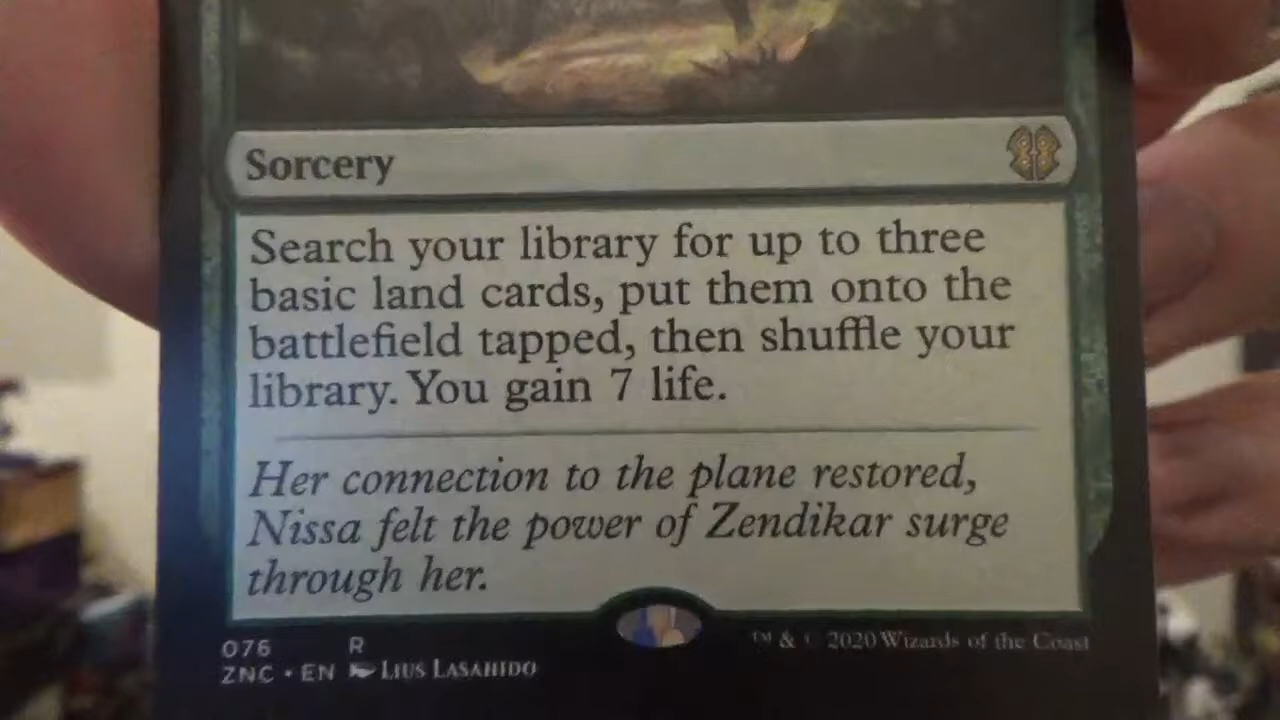 Sorcery
Search your library for up to three
basic land cards, put them onto the
battlefield tapped, then shuffle your
library. You gain 7 life.
Her connection to the plane restored,
Nissa felt the power of Zendikar surge
through her.
076 R
ZNC • EN LIUS LASAHIDO
™ & © 2020 Wizards of the Coast